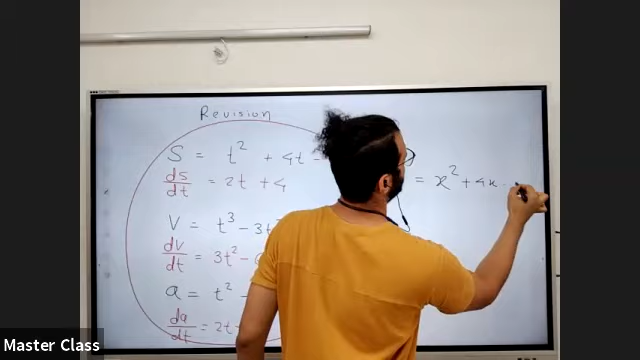 Revision
S = t² + 4t -
ds/dt = 2t + 4
V = t³ - 3t²
dv/dt = 3t² -
a = t² -
da/dt = 2t
= x² + 4x
Master Class